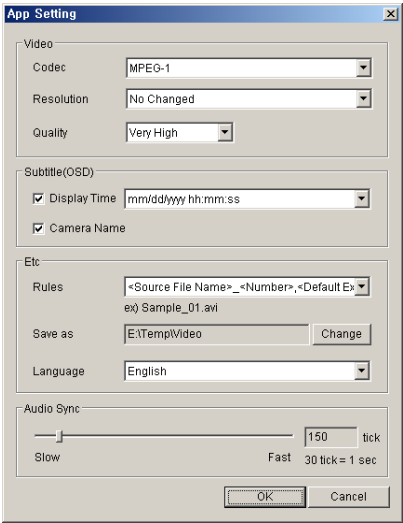 App Setting
Video
Codec MPEG-1
Resolution No Changed
Quality Very High
Subtitle(OSD)
Display Time mm/dd/yyyy hh:mm:ss
Camera Name
Etc
Rules <Source File Name>_<Number>,<Default Ex
ex) Sample_01.avi
Save as E:\Temp\Video Change
Language English
Audio Sync
150 tick
Slow Fast 30 tick = 1 sec
OK Cancel